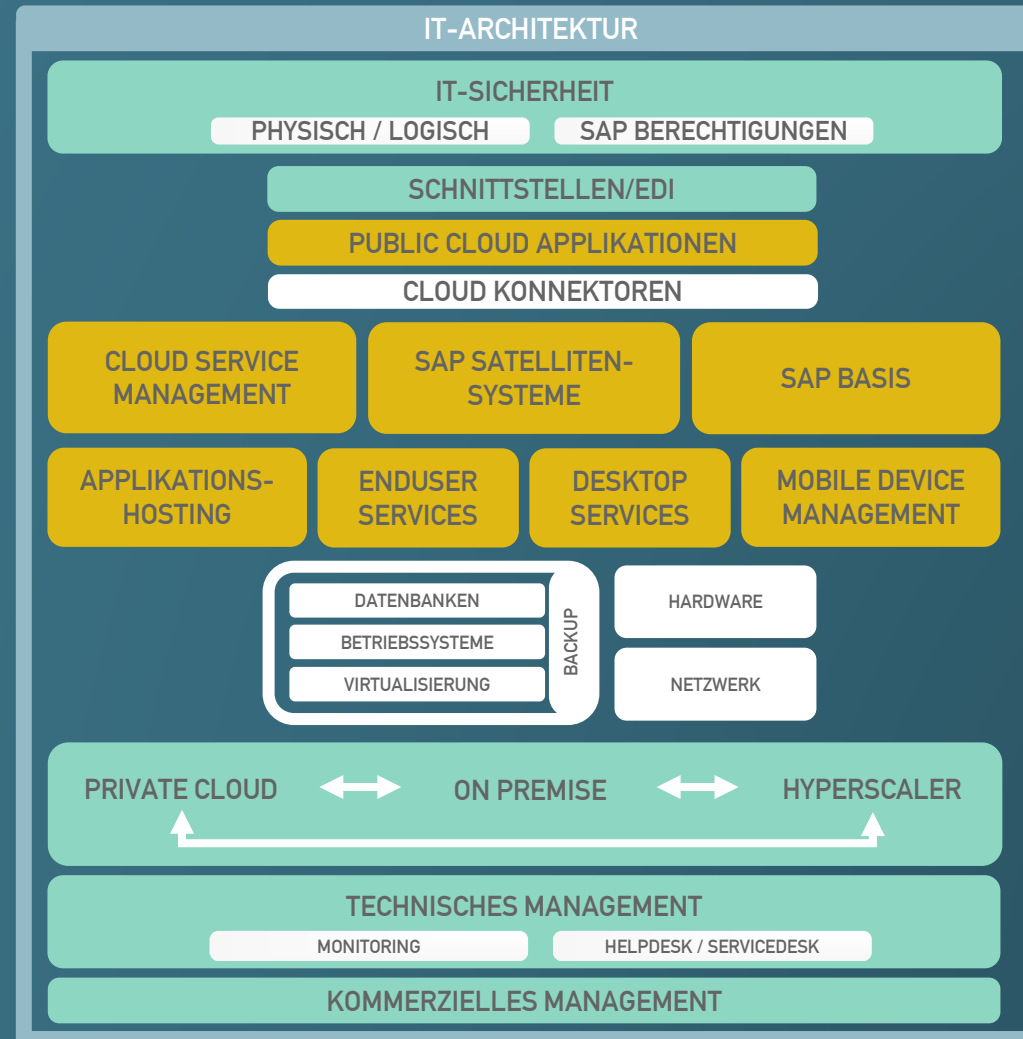 IT-ARCHITEKTUR
IT-SICHERHEIT
PHYSISCH / LOGISCH
SAP BERECHTIGUNGEN
SCHNITTSTELLEN/EDI
PUBLIC CLOUD APPLIKATIONEN
CLOUD KONNEKTOREN
CLOUD SERVICE
MANAGEMENT
SAP SATELLITEN-
SYSTEME
SAP BASIS
APPLIKATIONS-
HOSTING
ENDUSER
SERVICES
DESKTOP
SERVICES
MOBILE DEVICE
MANAGEMENT
DATENBANKEN
BETRIEBSSYSTEME
VIRTUALISIERUNG
BACKUP
HARDWARE
NETZWERK
PRIVATE CLOUD
ON PREMISE
HYPERSCALER
TECHNISCHES MANAGEMENT
MONITORING
HELPDESK / SERVICEDESK
KOMMERZIELLES MANAGEMENT